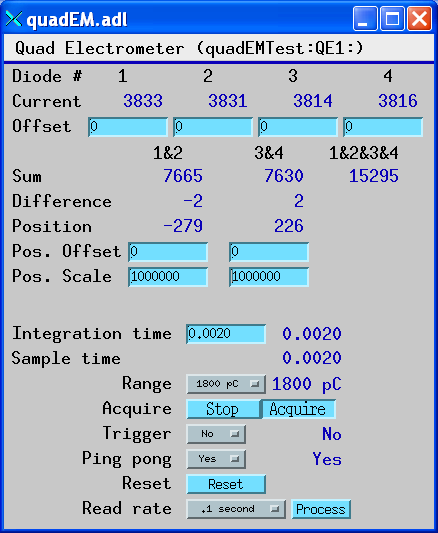 quadEM.adl
Quad Electrometer (quadEMTest:QE1:)
Diode # 1 2 3 4
Current 3833 3831 3814 3816
Offset 0 0 0 0
1&2 3&4 1&2&3&4
Sum 7665 7630 15295
Difference -2 2
Position -279 226
Pos. Offset 0 0
Pos. Scale 1000000 1000000
Integration time 0.0020 0.0020
Sample time 0.0020
Range 1800 pC 1800 pC
Acquire Stop Acquire
Trigger No No
Ping pong Yes Yes
Reset Reset
Read rate .1 second Process